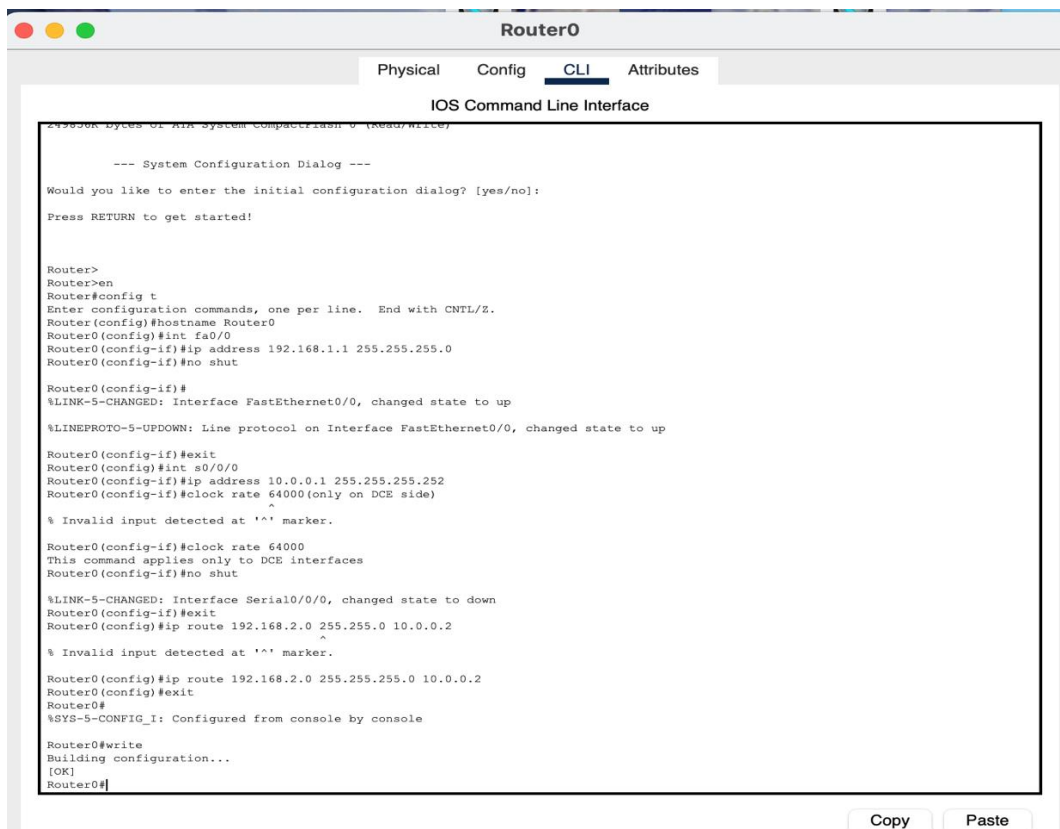 Router0
Physical Config CLI Attributes
IOS Command Line Interface
249856K bytes of ATA System CompactFlash 0 (Read/Write)
--- System Configuration Dialog ---
Would you like to enter the initial configuration dialog? [yes/no]:
Press RETURN to get started!
Router>
Router>en
Router#config t
Enter configuration commands, one per line.  End with CNTL/Z.
Router(config)#hostname Router0
Router0(config)#int fa0/0
Router0(config-if)#ip address 192.168.1.1 255.255.255.0
Router0(config-if)#no shut
Router0(config-if)#
%LINK-5-CHANGED: Interface FastEthernet0/0, changed state to up
%LINEPROTO-5-UPDOWN: Line protocol on Interface FastEthernet0/0, changed state to up
Router0(config-if)#exit
Router0(config)#int s0/0/0
Router0(config-if)#ip address 10.0.0.1 255.255.255.252
Router0(config-if)#clock rate 64000(only on DCE side)
^
% Invalid input detected at '^' marker.
Router0(config-if)#clock rate 64000
This command applies only to DCE interfaces
Router0(config-if)#no shut
%LINK-5-CHANGED: Interface Serial0/0/0, changed state to down
Router0(config-if)#exit
Router0(config)#ip route 192.168.2.0 255.255.0 10.0.0.2
^
% Invalid input detected at '^' marker.
Router0(config)#ip route 192.168.2.0 255.255.255.0 10.0.0.2
Router0(config)#exit
Router0#
%SYS-5-CONFIG_I: Configured from console by console
Router0#write
Building configuration...
[OK]
Router0#
Copy Paste